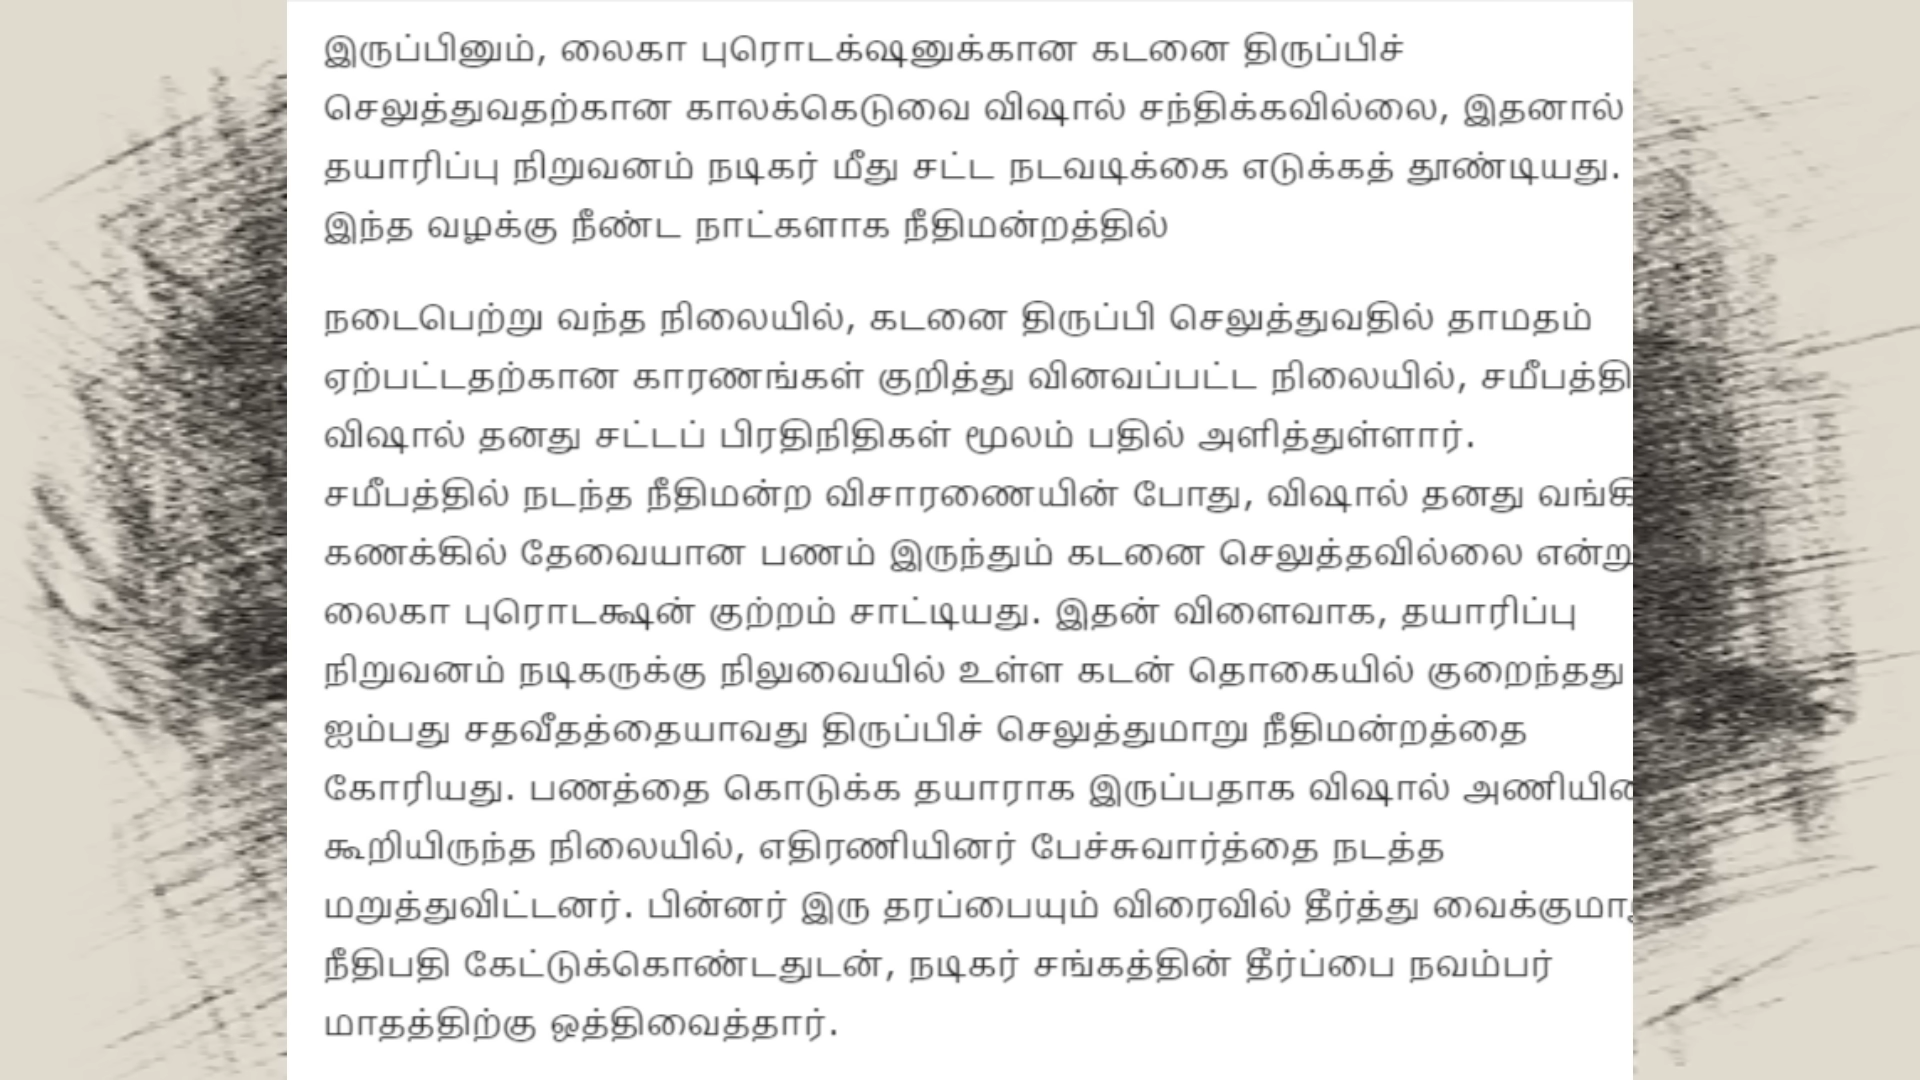 இருப்பினும், லைகா புரொடக்ஷனுக்கான கடனை திருப்பிச்
செலுத்துவதற்கான காலக்கெடுவை விஷால் சந்திக்கவில்லை, இதனால்
தயாரிப்பு நிறுவனம் நடிகர் மீது சட்ட நடவடிக்கை எடுக்கத் தூண்டியது.
இந்த வழக்கு நீண்ட நாட்களாக நீதிமன்றத்தில்
நடைபெற்று வந்த நிலையில், கடனை திருப்பி செலுத்துவதில் தாமதம்
ஏற்பட்டதற்கான காரணங்கள் குறித்து வினவப்பட்ட நிலையில்,
விஷால் தனது சட்டப் பிரதிநிதிகள் மூலம் பதில் அளித்துள்ளார்.
சமீபத்தில் நடந்த நீதிமன்ற விசாரணையின் போது, விஷால் தனது
கணக்கில் தேவையான பணம் இருந்தும் கடனை செலுத்தவில்லை
லைகா புரொடக்ஷன் குற்றம் சாட்டியது. இதன் விளைவாக, தயாரிப்பு
நிறுவனம் நடிகருக்கு நிலுவையில் உள்ள கடன் தொகையில் குறைந்தது
ஐம்பது சதவீதத்தையாவது திருப்பிச் செலுத்துமாறு நீதிமன்றத்தை
கோரியது. பணத்தை கொடுக்க தயாராக இருப்பதாக விஷால்
கூறியிருந்த நிலையில், எதிரணியினர் பேச்சுவார்த்தை நடத்த
மறுத்துவிட்டனர். பின்னர் இரு தரப்பையும் விரைவில் தீர்த்து
நீதிபதி கேட்டுக்கொண்டதுடன், நடிகர் சங்கத்தின் தீர்ப்பை நவம்பர்
மாதத்திற்கு ஒத்திவைத்தார்.